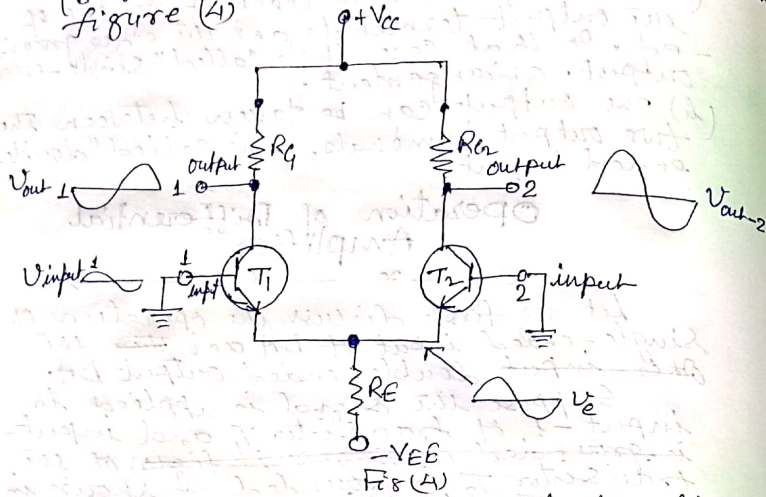 figure (4)
+Vcc
RC1
RC2
output
1
output
2
Vout 1
Vout-2
Vinput 1
1
input
T1
T2
2
input
RE
Ve
-VEE
Fig(4)